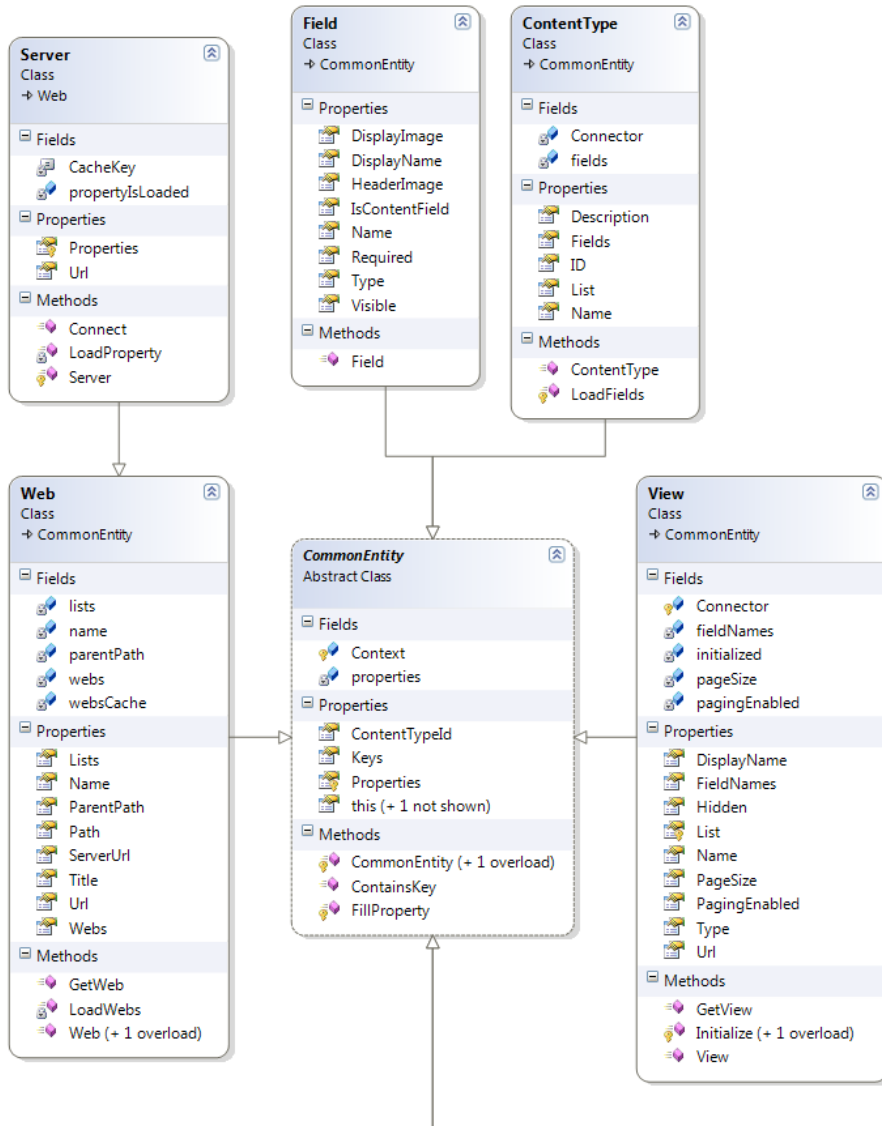 Server
Class
Web
Fields
CacheKey
propertyIsLoaded
Properties
Properties
Url
Methods
Connect
LoadProperty
Server
Field
Class
CommonEntity
Properties
DisplayImage
DisplayName
HeaderImage
IsContentField
Name
Required
Type
Visible
Methods
Field
ContentType
Class
CommonEntity
Fields
Connector
fields
Properties
Description
Fields
ID
List
Name
Methods
ContentType
LoadFields
Web
Class
CommonEntity
Fields
lists
name
parentPath
webs
websCache
Properties
Lists
Name
ParentPath
Path
ServerUrl
Title
Url
Webs
Methods
GetWeb
LoadWebs
Web (+ 1 overload)
CommonEntity
Abstract Class
Fields
Context
properties
Properties
ContentTypeId
Keys
Properties
this (+ 1 not shown)
Methods
CommonEntity (+ 1 overload)
ContainsKey
FillProperty
View
Class
CommonEntity
Fields
Connector
fieldNames
initialized
pageSize
pagingEnabled
Properties
DisplayName
FieldNames
Hidden
List
Name
PageSize
PagingEnabled
Type
Url
Methods
GetView
Initialize (+ 1 overload)
View